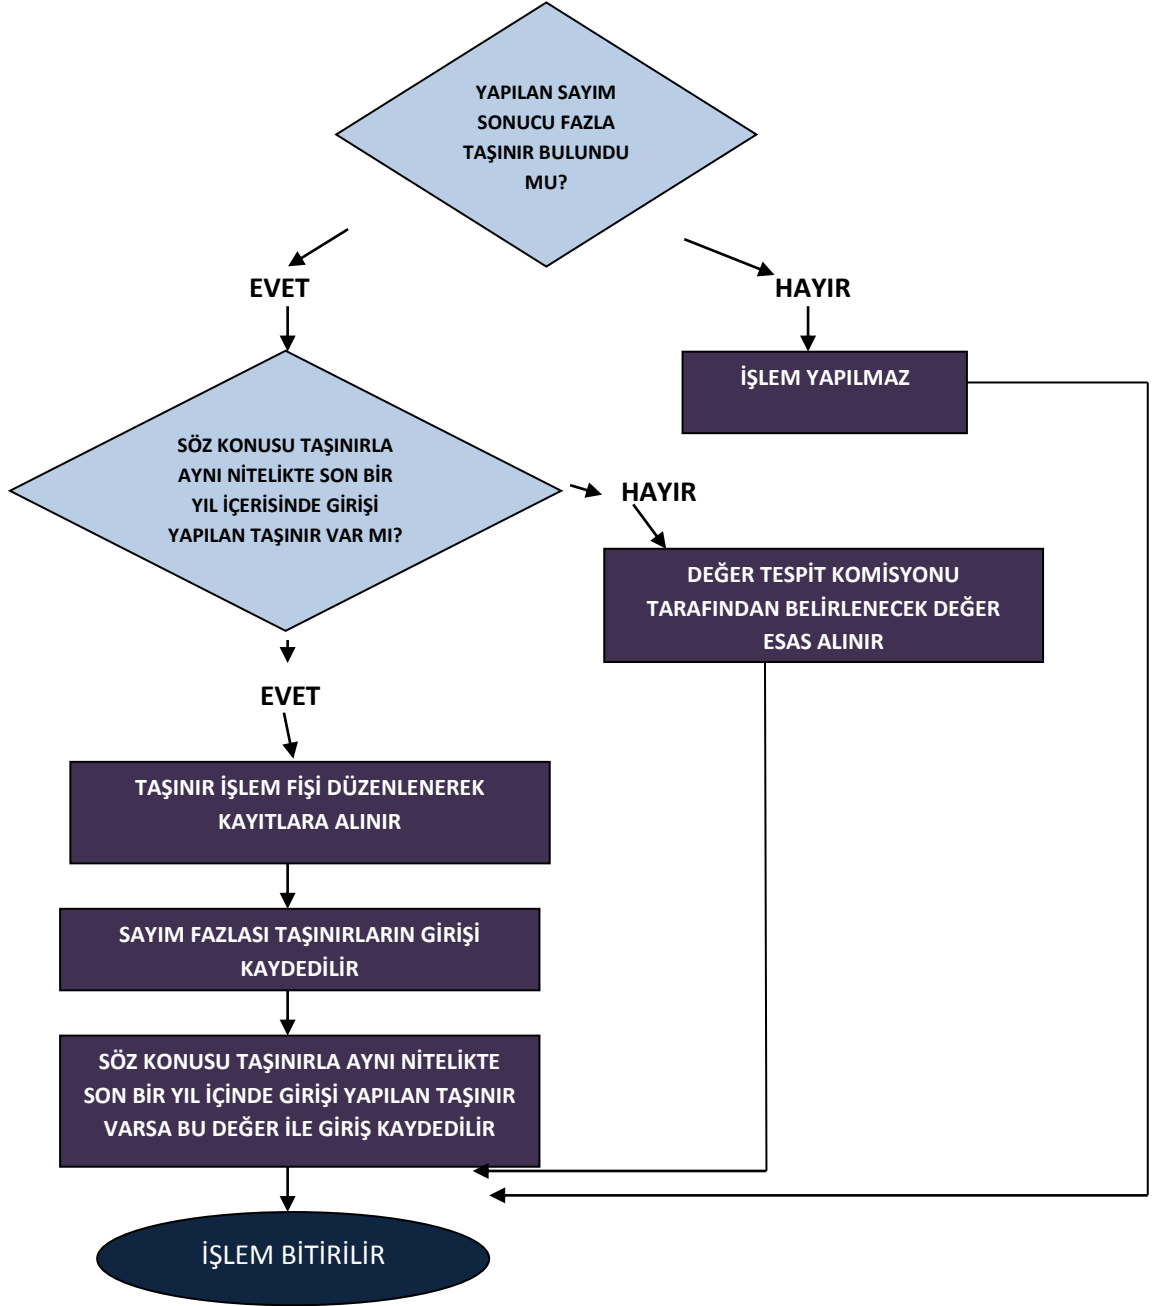 YAPILAN SAYIM
SONUCU FAZLA
TAŞINIR BULUNDU
MU?
EVET
HAYIR
İŞLEM YAPILMAZ
SÖZ KONUSU TAŞINIRLA
AYNI NİTELİKTE SON BİR
YIL İÇERİSİNDE GİRİŞİ
YAPILAN TAŞINIR VAR MI?
HAYIR
DEĞER TESPİT KOMİSYONU
TARAFINDAN BELİRLENECEK DEĞER
ESAS ALINIR
EVET
TAŞINIR İŞLEM FİŞİ DÜZENLENEREK
KAYITLARA ALINIR
SAYIM FAZLASI TAŞINIRLARIN GİRİŞİ
KAYDEDİLİR
SÖZ KONUSU TAŞINIRLA AYNI NİTELİKTE
SON BİR YIL İÇİNDE GİRİŞİ YAPILAN TAŞINIR
VARSA BU DEĞER İLE GİRİŞ KAYDEDİLİR
İŞLEM BİTİRİLİR